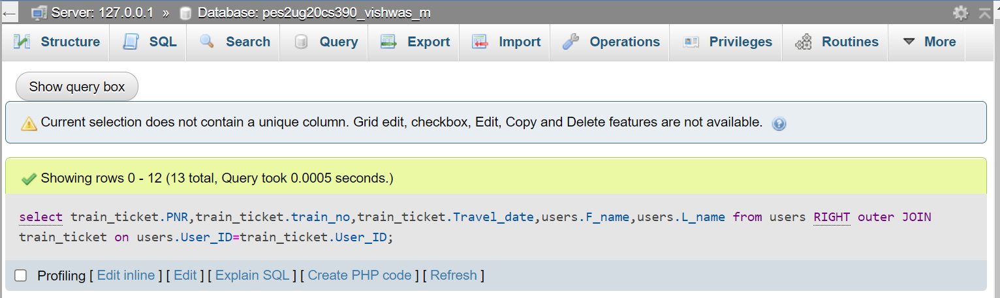 Server: 127.0.0.1 » Database: pes2ug20cs390_vishwas_m
Structure SQL Search Query Export Import Operations Privileges Routines More
Show query box
Current selection does not contain a unique column. Grid edit, checkbox, Edit, Copy and Delete features are not available.
Showing rows 0 - 12 (13 total, Query took 0.0005 seconds.)
select train_ticket.PNR,train_ticket.train_no,train_ticket.Travel_date,users.F_name,users.L_name from users RIGHT outer JOIN
train_ticket on users.User_ID=train_ticket.User_ID;
Profiling [ Edit inline ] [ Edit ] [ Explain SQL ] [ Create PHP code ] [ Refresh ]